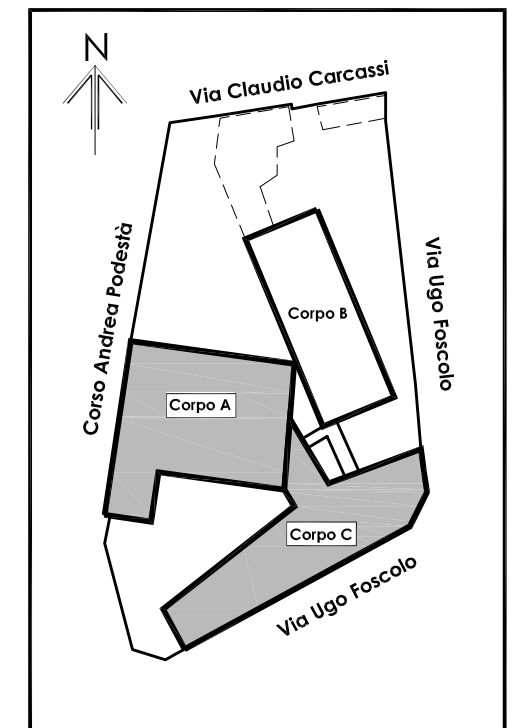 N
Via Claudio Carcassi
Corso Andrea Podestà
Via Ugo Foscolo
Corpo B
Corpo A
Corpo C
Via Ugo Foscolo